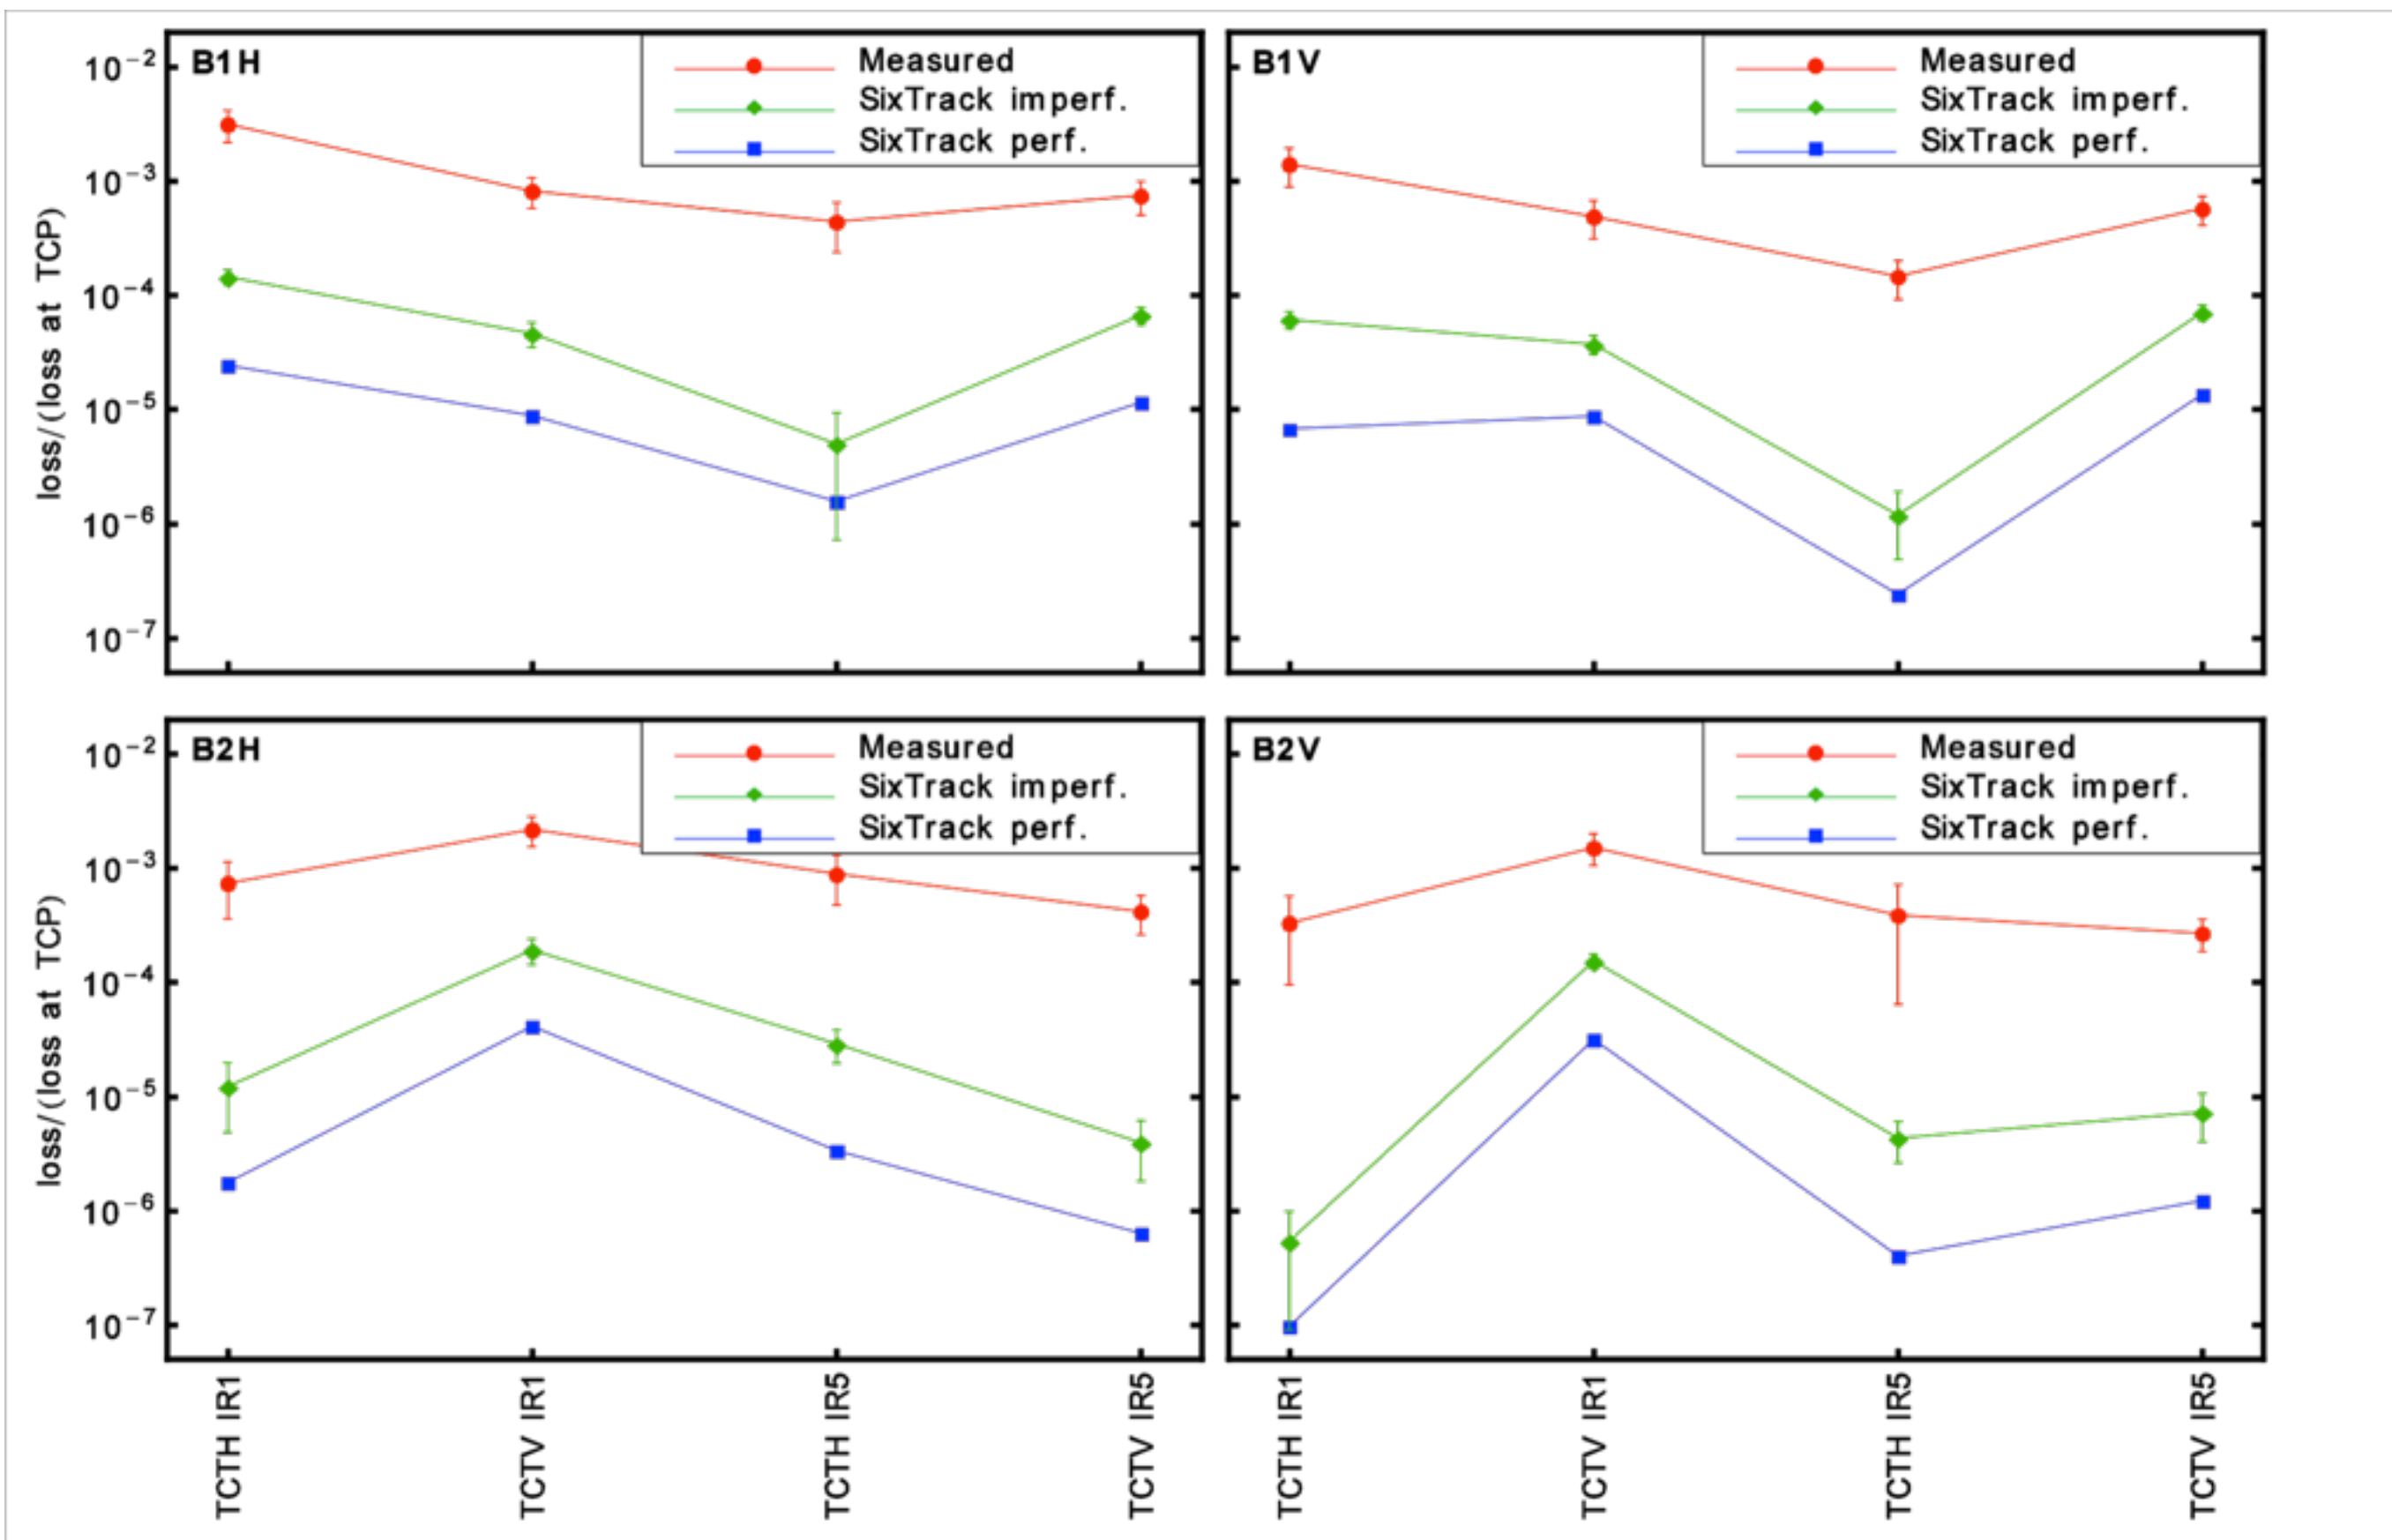 B1H
Measured
SixTrack imperf.
SixTrack perf.
10⁻²
10⁻³
10⁻⁴
10⁻⁵
10⁻⁶
10⁻⁷
loss/(loss at TCP)
B1V
Measured
SixTrack imperf.
SixTrack perf.
B2H
Measured
SixTrack imperf.
SixTrack perf.
10⁻²
10⁻³
10⁻⁴
10⁻⁵
10⁻⁶
10⁻⁷
loss/(loss at TCP)
TCTH IR1
TCTV IR1
TCTH IR5
TCTV IR5
B2V
Measured
SixTrack imperf.
SixTrack perf.
TCTH IR1
TCTV IR1
TCTH IR5
TCTV IR5